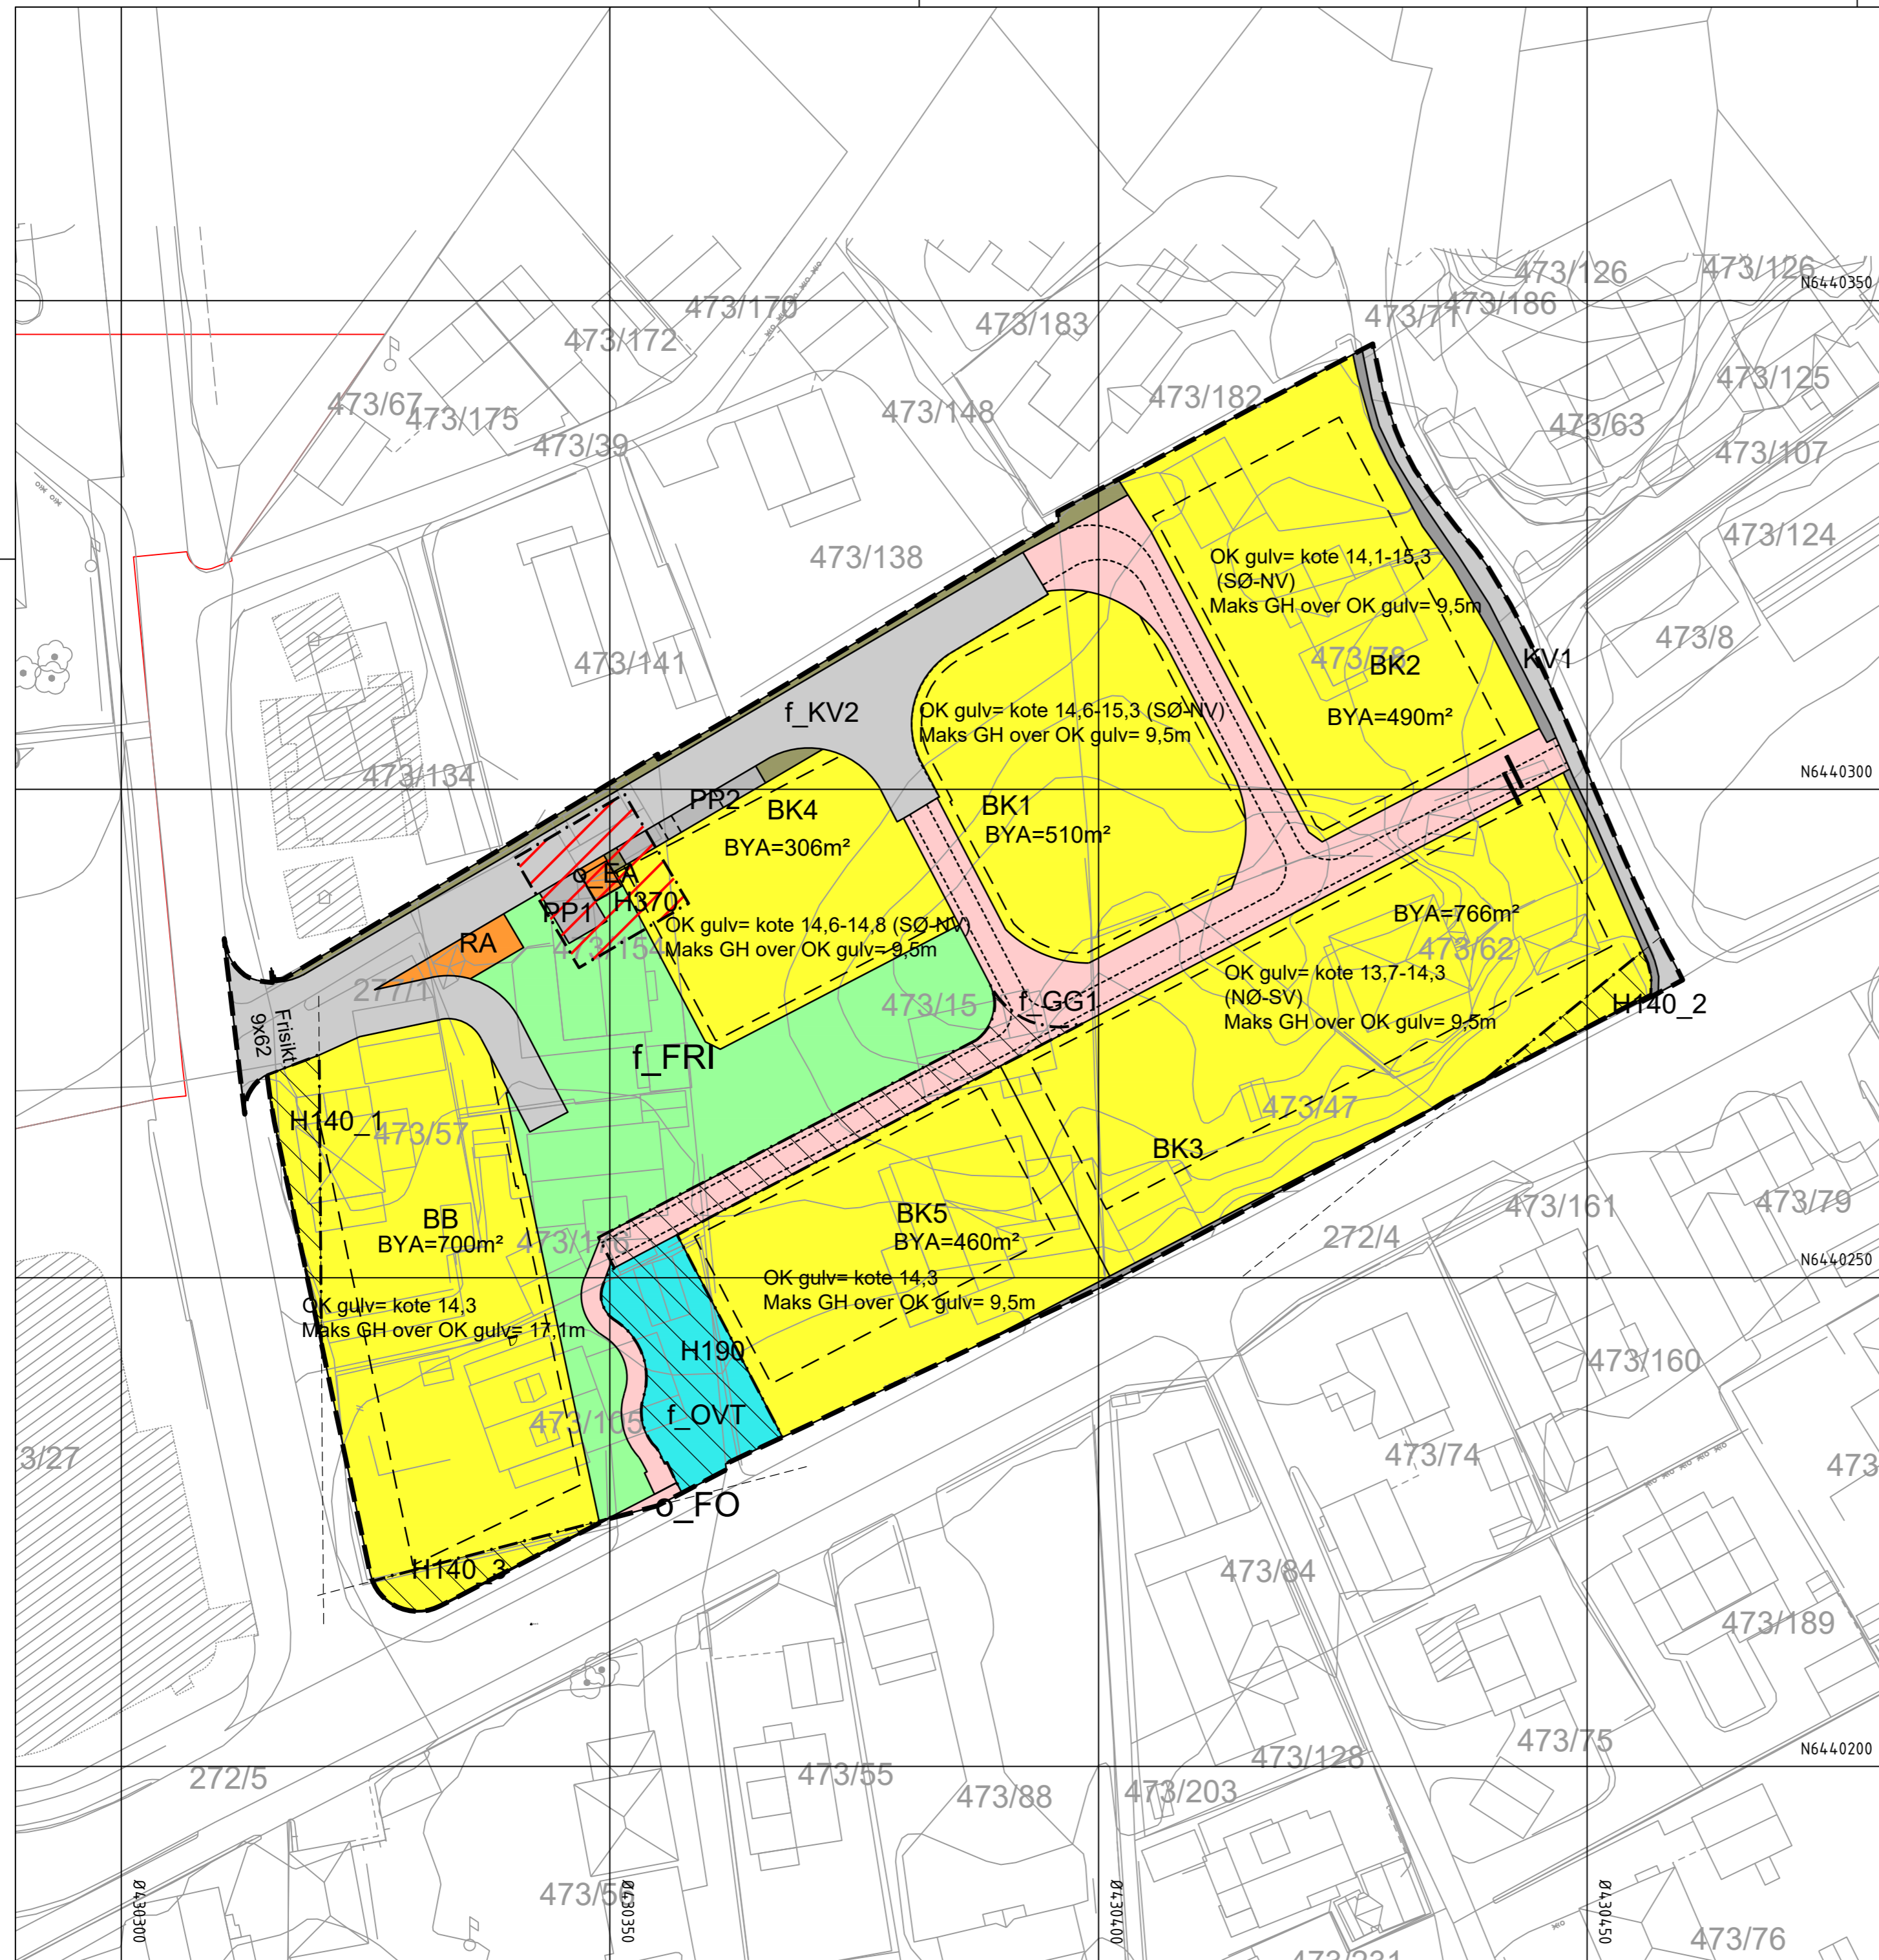 473/126
473/126
N6440350
473/170
473/186
473/71
473/183
473/172
473/125
473/182
473/67
473/175
473/148
473/63
473/39
473/107
473/124
473/138
OK gulv= kote 14,1-15,3
(SØ-NV)
Maks GH over OK gulv= 9,5m
473/8
473/141
473/78
BK2
KV1
f_KV2
OK gulv= kote 14,6-15,3 (SØ-NV)
Maks GH over OK gulv= 9,5m
BYA=490m²
473/134
N6440300
PR2
BK4
BK1
BYA=510m²
BYA=306m²
o_EA
H370
PP1
BYA=766m²
OK gulv= kote 14,6-14,8 (SØ-NV)
Maks GH over OK gulv= 9,5m
RA
473/154
473/62
OK gulv= kote 13,7-14,3
(NØ-SV)
Maks GH over OK gulv= 9,5m
277/1
473/15
f_GG1
H140_2
Frisikt
9x62
f_FRI
H140_1
473/57
473/47
BK3
473/161
473/79
BB
BYA=700m²
BK5
BYA=460m²
272/4
N6440250
OK gulv= kote 14,3
Maks GH over OK gulv= 9,5m
OK gulv= kote 14,3
Maks GH over OK gulv= 17,1m
H190
473/160
f_OVT
473/105
3/27
473/74
473
o_FO
H140_3
473/84
473/189
473/75
N6440200
473/128
272/5
473/55
473/88
473/203
473/56
473/76
Ø430300
Ø430350
Ø430400
Ø430450